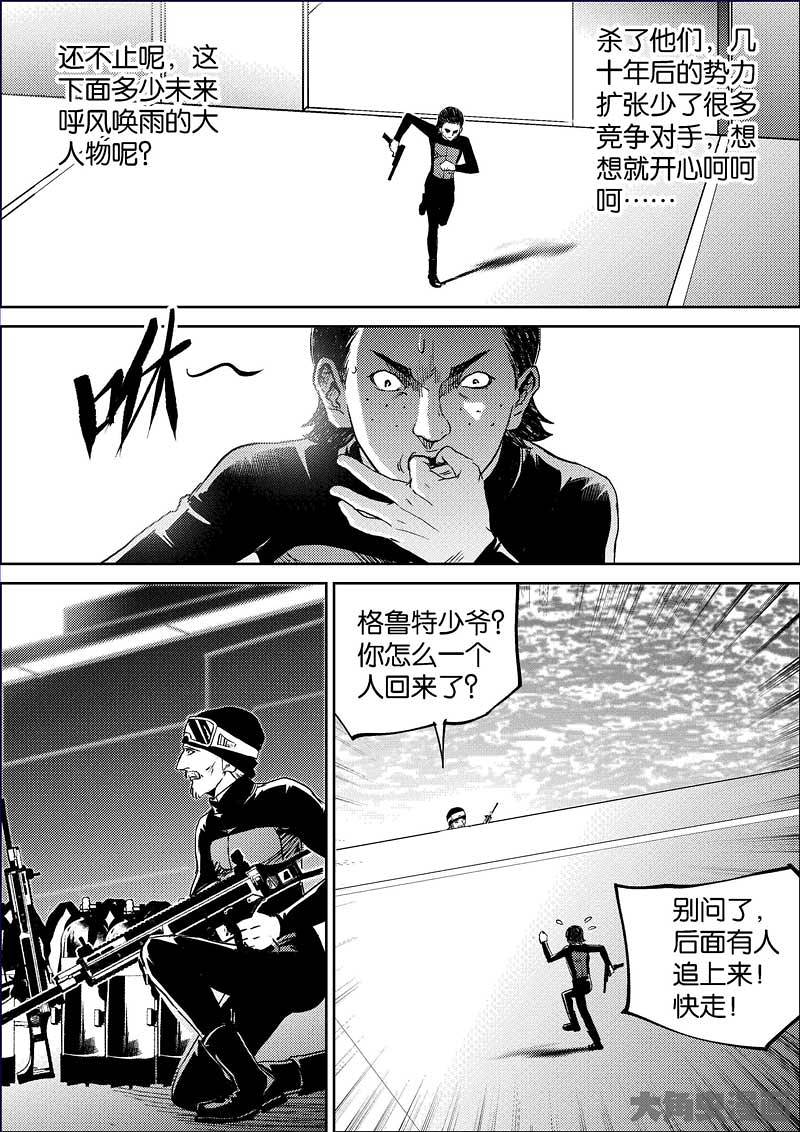 还不止呢，这
下面多少未来
呼风唤雨的大
人物呢？
杀了他们，几
十年后的势力
扩张少了很多
竞争对手，想
想就开心呵呵
呵……
咻～
格鲁特少爷？
你怎么一个
人回来了？
别问了，
后面有人
追上来！
快走！